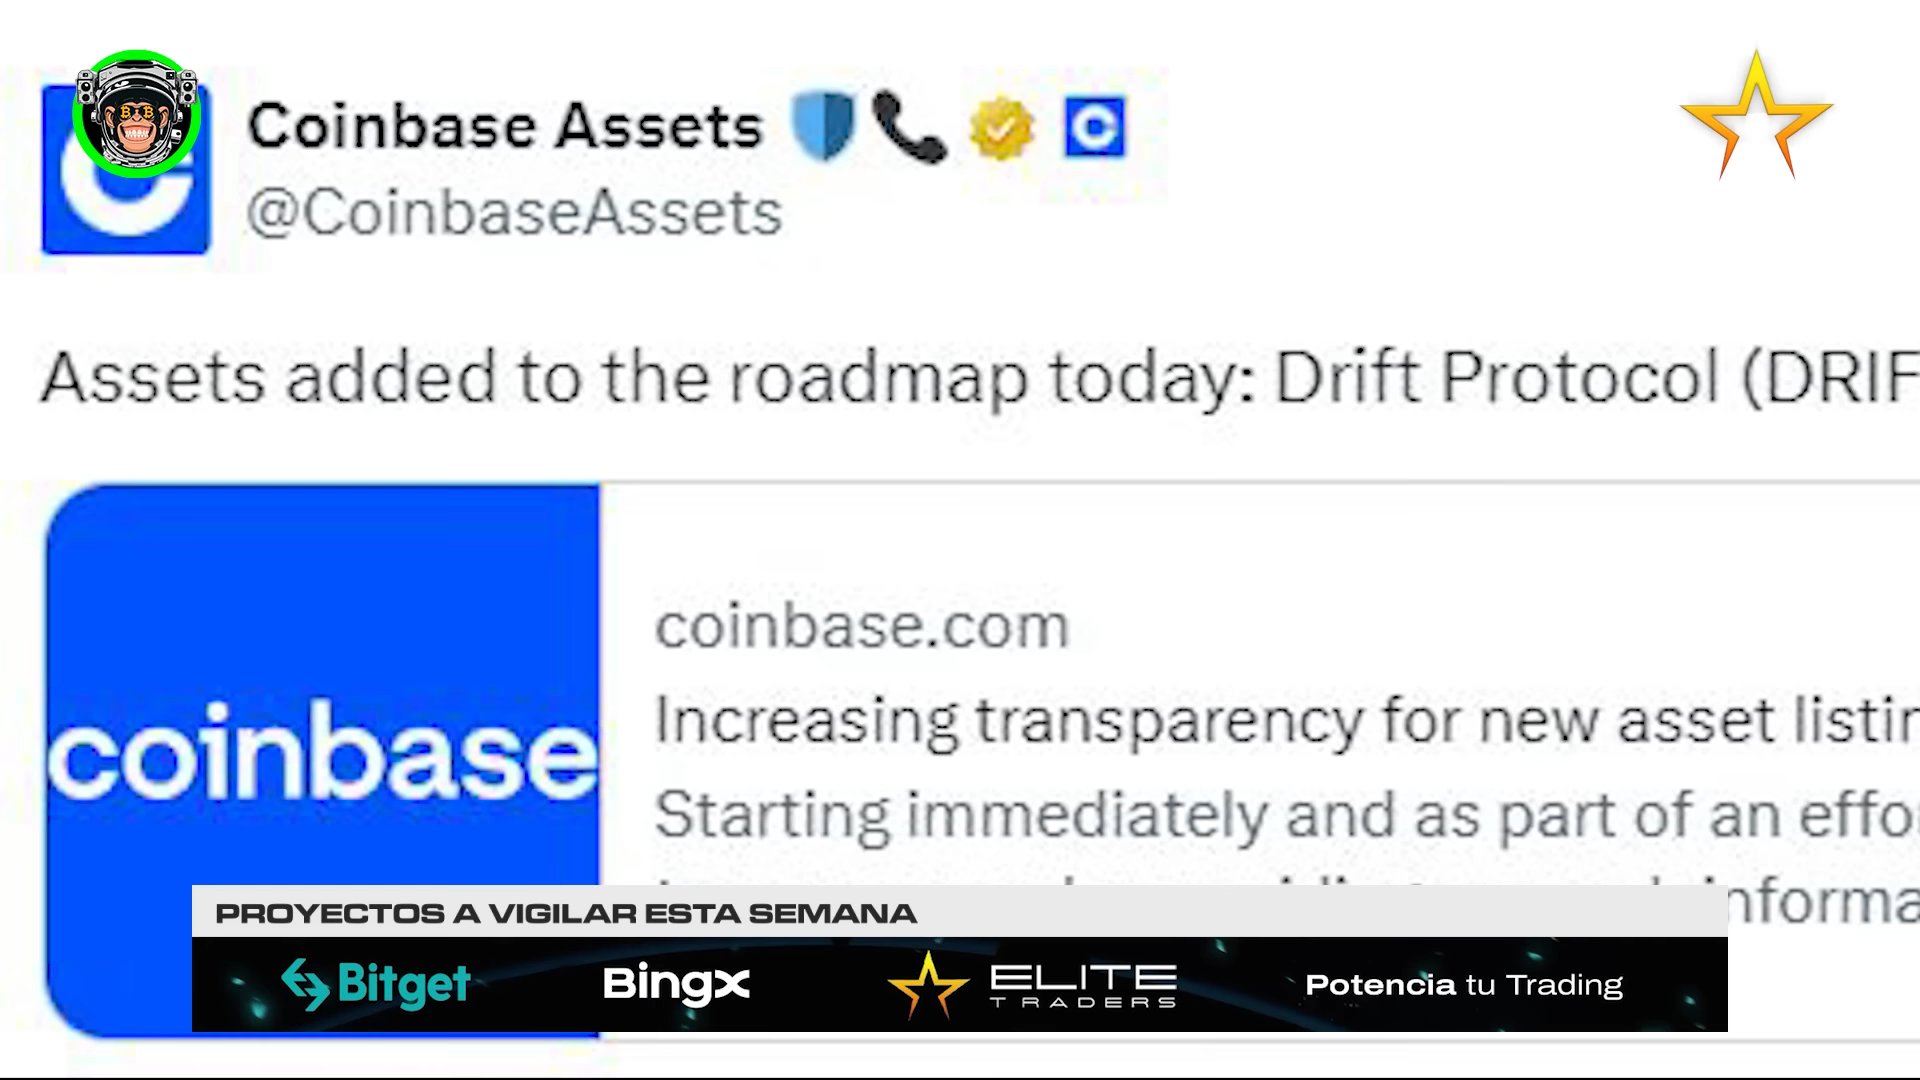 Coinbase Assets
@CoinbaseAssets
Assets added to the roadmap today: Drift Protocol (DRIF
coinbase.com
Increasing transparency for new asset listin
Starting immediately and as part of an effo
coinbase
informa
PROYECTOS A VIGILAR ESTA SEMANA
Bitget BingX ELITE TRADERS Potencia tu Trading